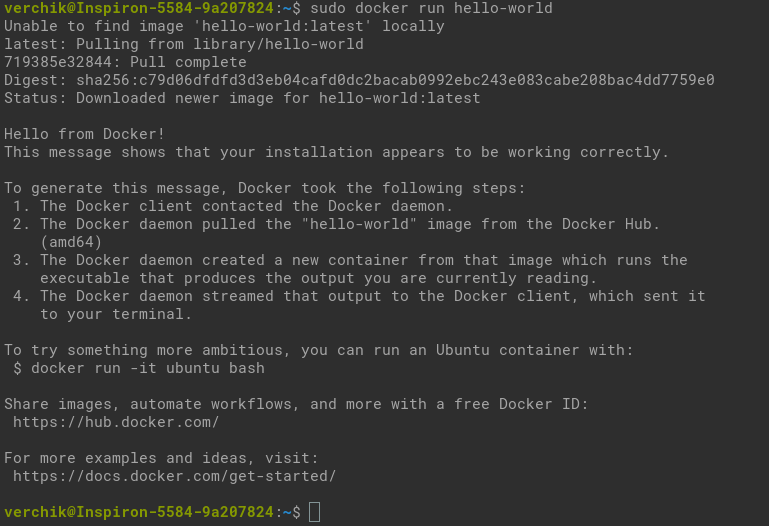 verchik@Inspiron-5584-9a207824:~$ sudo docker run hello-world
Unable to find image 'hello-world:latest' locally
latest: Pulling from library/hello-world
719385e32844: Pull complete
Digest: sha256:c79d06dfdfd3d3eb04cafd0dc2bacab0992ebc243e083cabe208bac4dd7759e0
Status: Downloaded newer image for hello-world:latest

Hello from Docker!
This message shows that your installation appears to be working correctly.

To generate this message, Docker took the following steps:
 1. The Docker client contacted the Docker daemon.
 2. The Docker daemon pulled the "hello-world" image from the Docker Hub.
    (amd64)
 3. The Docker daemon created a new container from that image which runs the
    executable that produces the output you are currently reading.
 4. The Docker daemon streamed that output to the Docker client, which sent it
    to your terminal.

To try something more ambitious, you can run an Ubuntu container with:
 $ docker run -it ubuntu bash

Share images, automate workflows, and more with a free Docker ID:
 https://hub.docker.com/

For more examples and ideas, visit:
 https://docs.docker.com/get-started/

verchik@Inspiron-5584-9a207824:~$